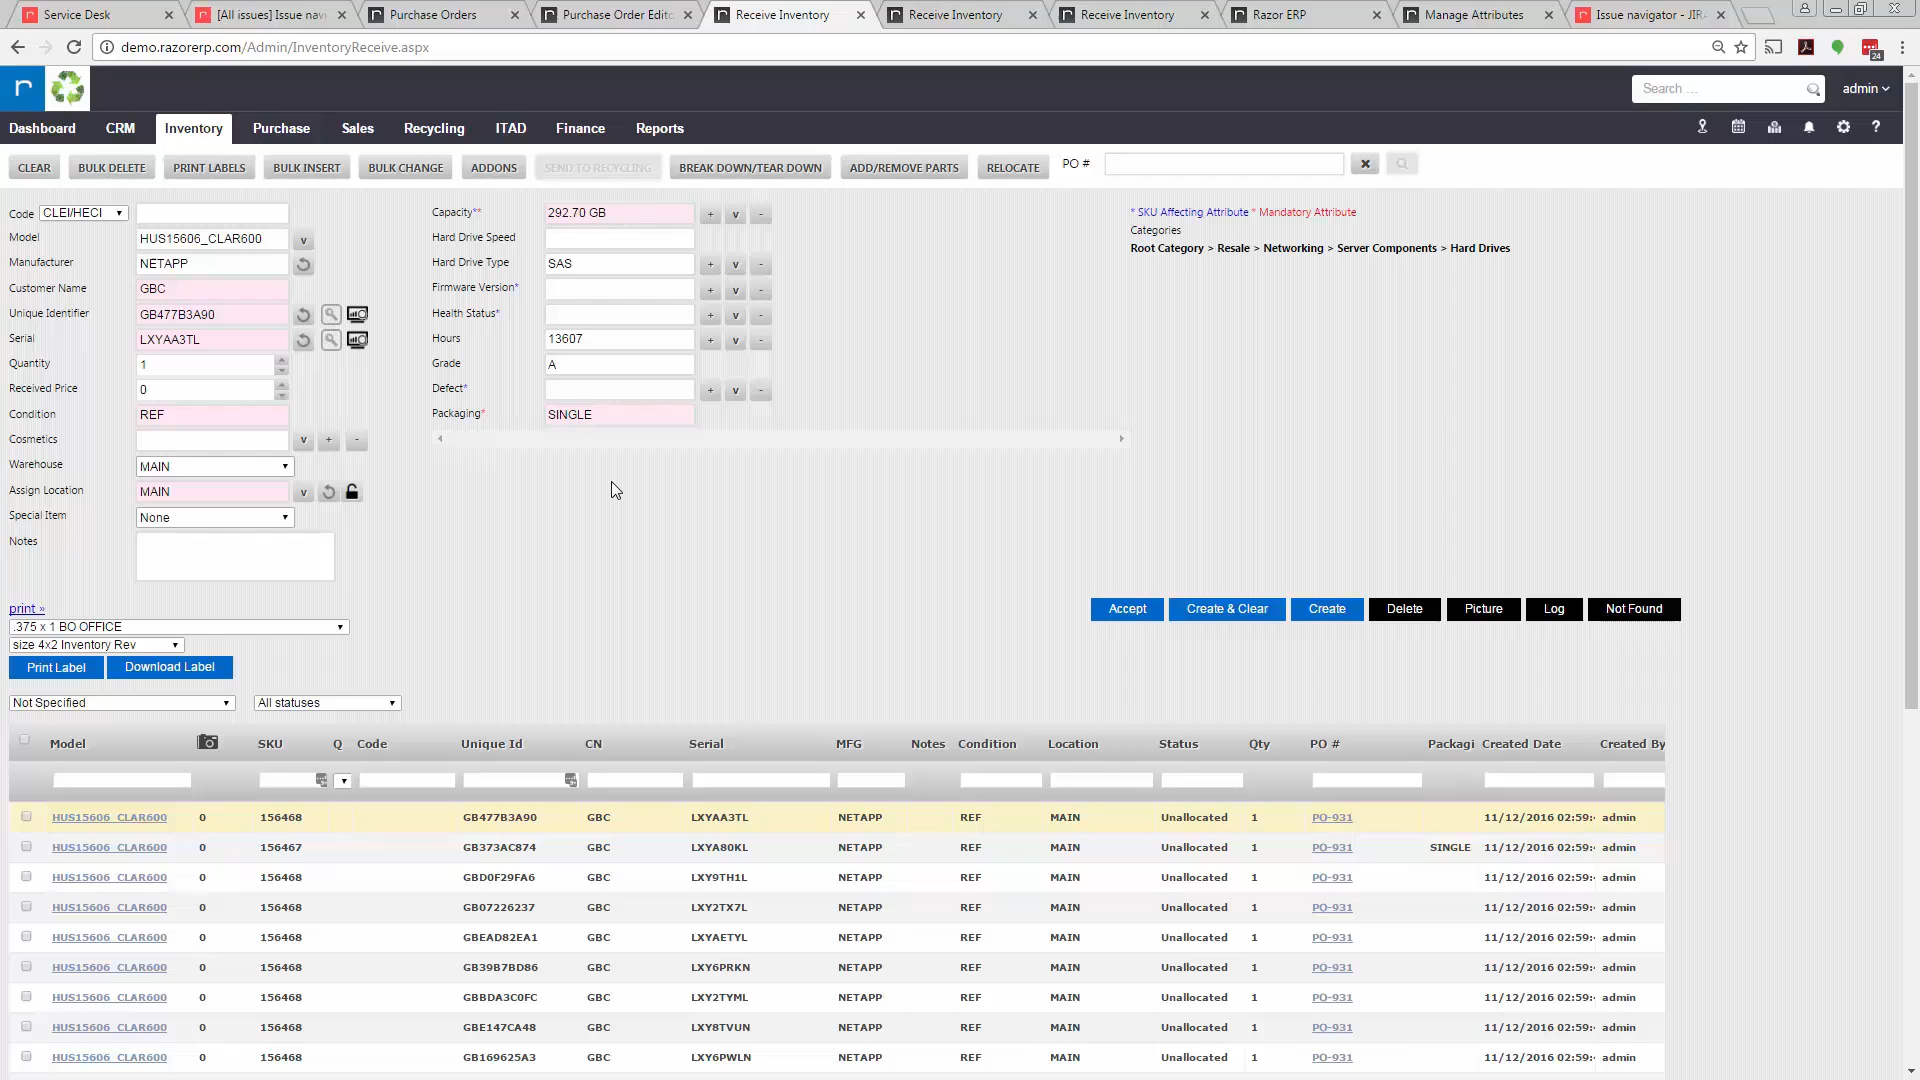 Service Desk
[All issues] Issue nav
Purchase Orders
Purchase Order Edito
Receive Inventory
Receive Inventory
Receive Inventory
Razor ERP
Manage Attributes
Issue navigator - JIR
demo.razorerp.com/Admin/InventoryReceive.aspx
24
r
Search ...
admin
Dashboard CRM Inventory Purchase Sales Recycling ITAD Finance Reports
?
CLEAR BULK DELETE PRINT LABELS BULK INSERT BULK CHANGE ADDONS SEND TO RECYCLING BREAK DOWN/TEAR DOWN ADD/REMOVE PARTS RELOCATE PO #
Code CLEI/HECI
Model HUS15606_CLAR600 v
Manufacturer NETAPP
Customer Name GBC
Unique Identifier GB477B3A90
Serial LXYAA3TL
Quantity 1
Received Price 0
Condition REF
Cosmetics v + -
Warehouse MAIN
Assign Location MAIN v
Special Item None
Notes
Capacity** 292.70 GB + v -
Hard Drive Speed
Hard Drive Type SAS + v -
Firmware Version* + v -
Health Status* + v -
Hours 13607 + v -
Grade A
Defect* + v -
Packaging* SINGLE
* SKU Affecting Attribute * Mandatory Attribute
Categories
Root Category > Resale > Networking > Server Components > Hard Drives
print »
.375 x 1 BO OFFICE
size 4x2 Inventory Rev
Print Label Download Label
Accept Create & Clear Create Delete Picture Log Not Found
Not Specified All statuses
Model SKU Q Code Unique Id CN Serial MFG Notes Condition Location Status Qty PO # Packagi Created Date Created By
HUS15606_CLAR600 0 156468 GB477B3A90 GBC LXYAA3TL NETAPP REF MAIN Unallocated 1 PO-931 11/12/2016 02:59: admin
HUS15606_CLAR600 0 156467 GB373AC874 GBC LXYA80KL NETAPP REF MAIN Unallocated 1 PO-931 SINGLE 11/12/2016 02:59: admin
HUS15606_CLAR600 0 156468 GBD0F29FA6 GBC LXY9TH1L NETAPP REF MAIN Unallocated 1 PO-931 11/12/2016 02:59: admin
HUS15606_CLAR600 0 156468 GB07226237 GBC LXY2TX7L NETAPP REF MAIN Unallocated 1 PO-931 11/12/2016 02:59: admin
HUS15606_CLAR600 0 156468 GBEAD82EA1 GBC LXYAETYL NETAPP REF MAIN Unallocated 1 PO-931 11/12/2016 02:59: admin
HUS15606_CLAR600 0 156468 GB39B7BD86 GBC LXY6PRKN NETAPP REF MAIN Unallocated 1 PO-931 11/12/2016 02:59: admin
HUS15606_CLAR600 0 156468 GBBDA3C0FC GBC LXY2TYML NETAPP REF MAIN Unallocated 1 PO-931 11/12/2016 02:59: admin
HUS15606_CLAR600 0 156468 GBE147CA48 GBC LXY8TVUN NETAPP REF MAIN Unallocated 1 PO-931 11/12/2016 02:59: admin
HUS15606_CLAR600 0 156468 GB169625A3 GBC LXY6PWLN NETAPP REF MAIN Unallocated 1 PO-931 11/12/2016 02:59: admin